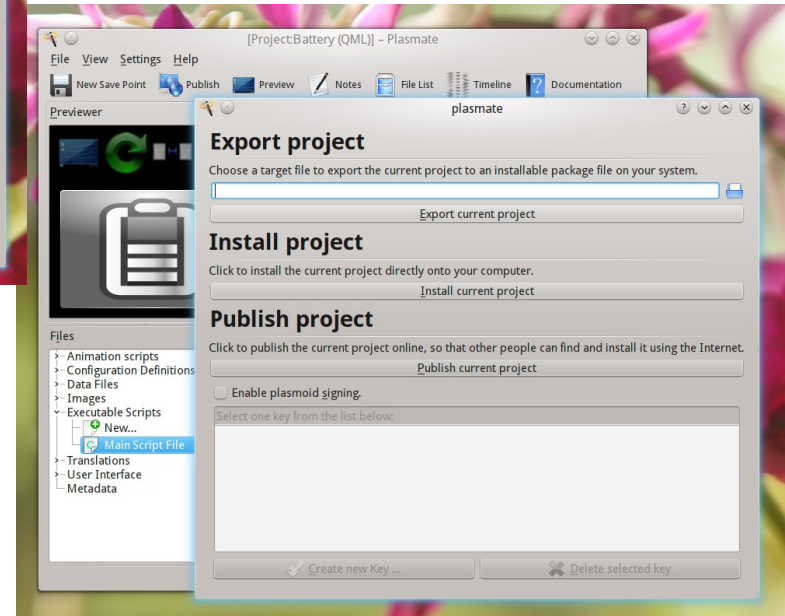 [Project:Battery (QML)] – Plasmate
File View Settings Help
New Save Point Publish Preview Notes File List Timeline Documentation
Previewer
plasmate
Export project
Choose a target file to export the current project to an installable package file on your system.
Export current project
Install project
Click to install the current project directly onto your computer.
Install current project
Publish project
Click to publish the current project online, so that other people can find and install it using the Internet.
Publish current project
Enable plasmoid signing.
Select one key from the list below:
Create new Key ...
Delete selected key
Files
Animation scripts
Configuration Definitions
Data Files
Images
Executable Scripts
New...
Main Script File
Translations
User Interface
Metadata